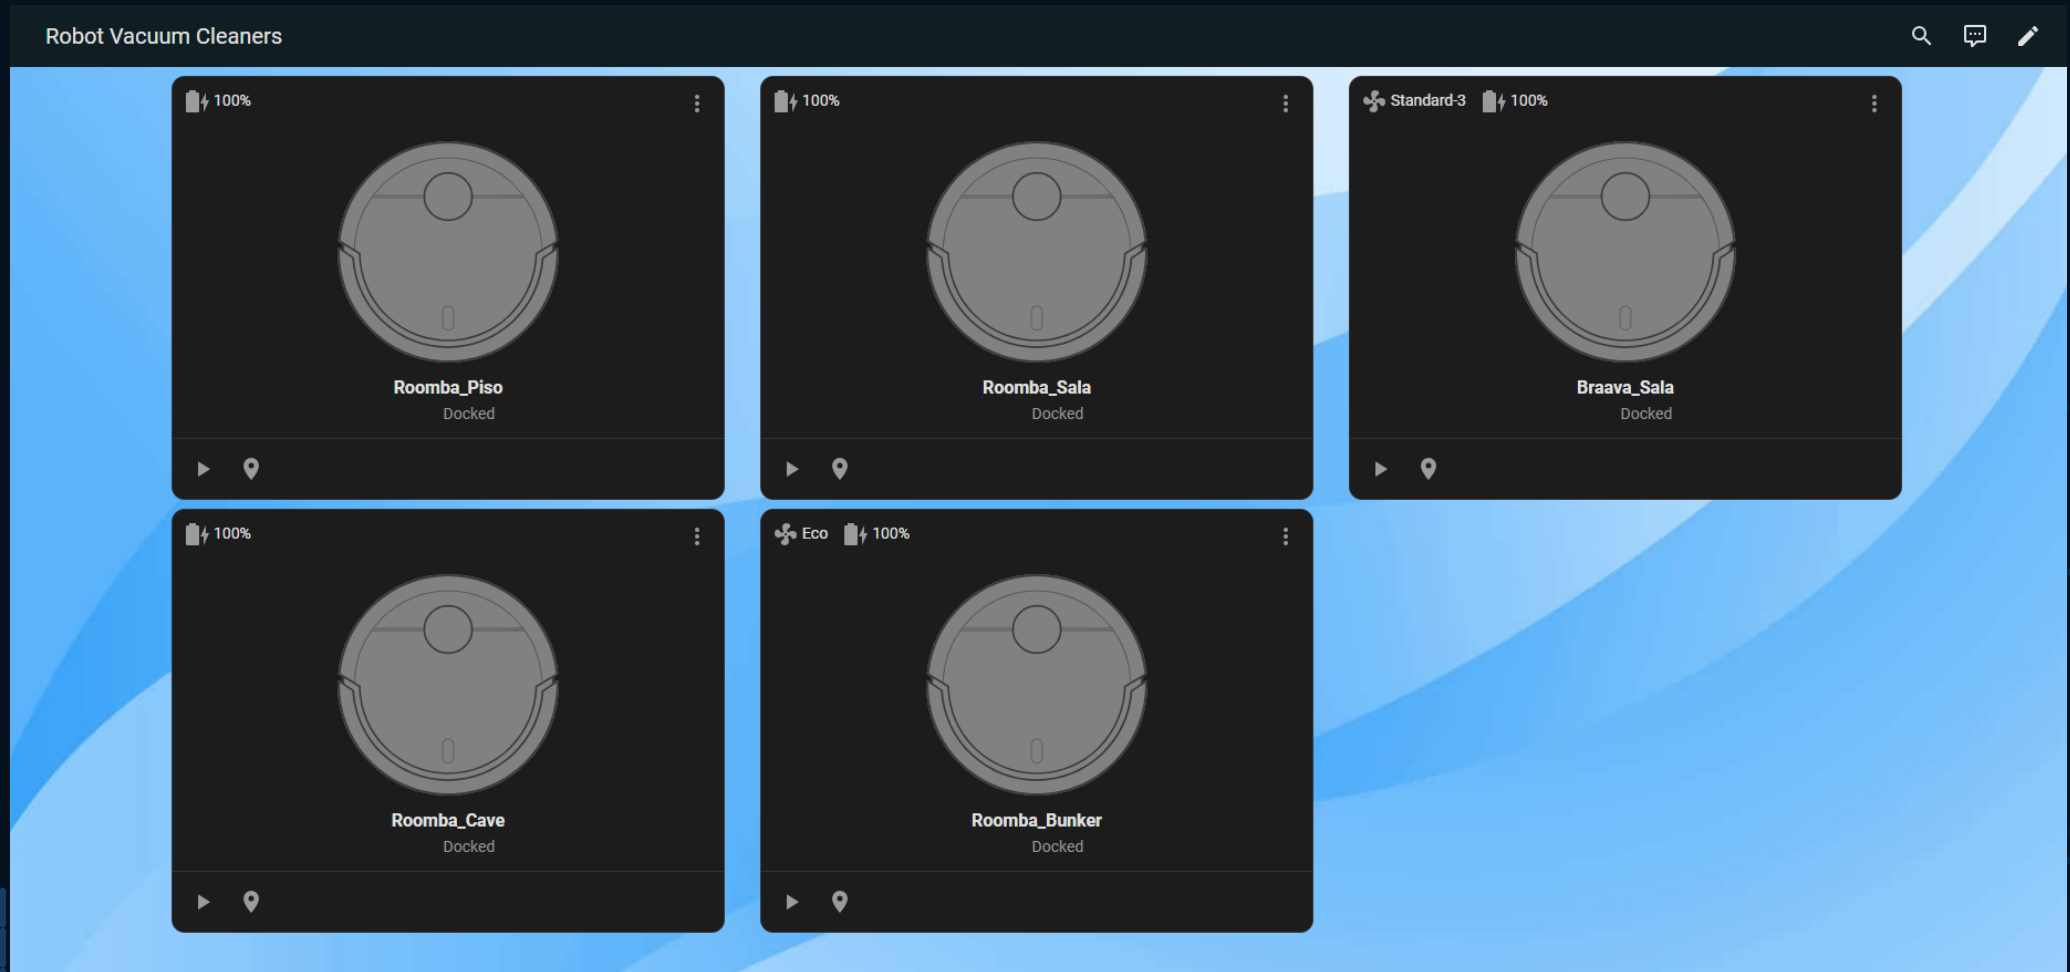 Robot Vacuum Cleaners
100%
Roomba_Piso
Docked
100%
Roomba_Sala
Docked
Standard-3 100%
Braava_Sala
Docked
100%
Roomba_Cave
Docked
Eco 100%
Roomba_Bunker
Docked